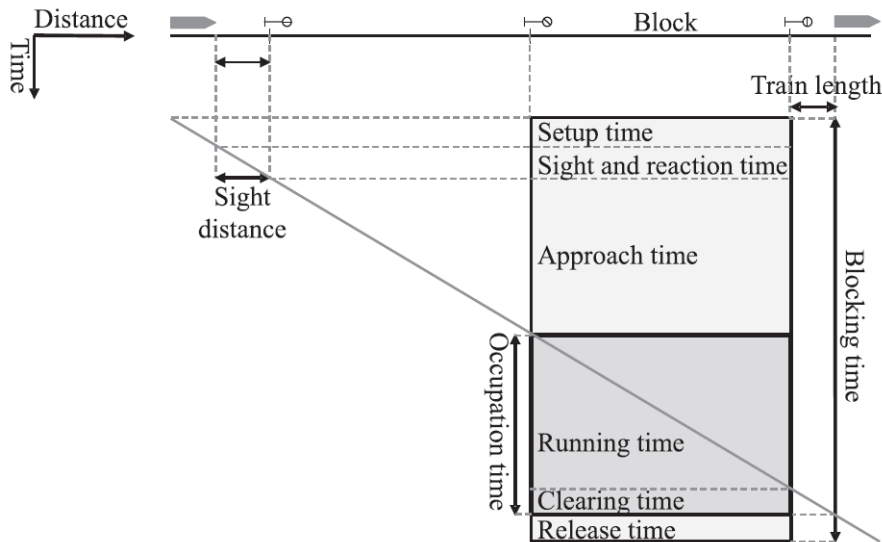 Distance
Time
Block
Train length
Setup time
Sight and reaction time
Sight
distance
Approach time
Blocking time
Occupation time
Running time
Clearing time
Release time